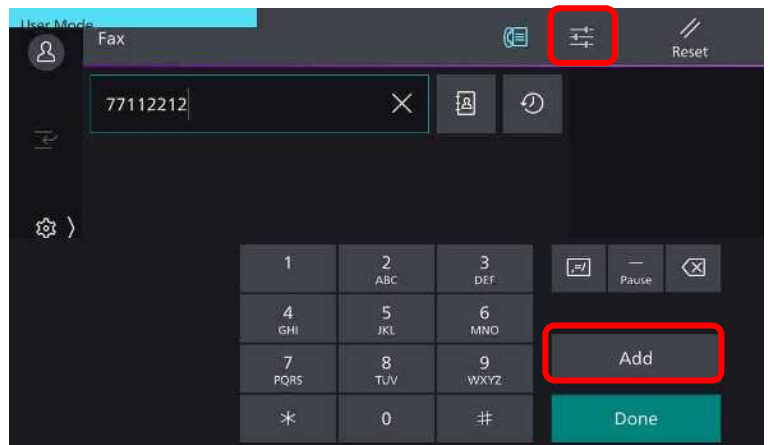 User Mode
Fax
Reset
77112212
1
2
ABC
3
DEF
,=/
Pause
4
GHI
5
JKL
6
MNO
7
PQRS
8
TUV
9
WXYZ
Add
*
0
#
Done